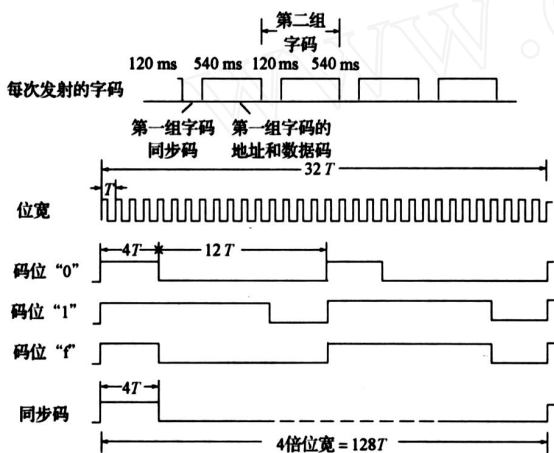 第二组
字码
120 ms 540 ms 120 ms 540 ms
每次发射的字码
第一组字码
同步码
第一组字码的
地址和数据码
32T
T
位宽
4T 12T
码位“0”
码位“1”
码位“f”
4T
同步码
4倍位宽=128T
www.